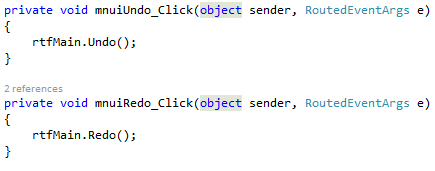 private void mnuiUndo_Click(object sender, RoutedEventArgs e)
{
rtfMain.Undo();
}
2 references
private void mnuiRedo_Click(object sender, RoutedEventArgs e)
{
rtfMain.Redo();
}